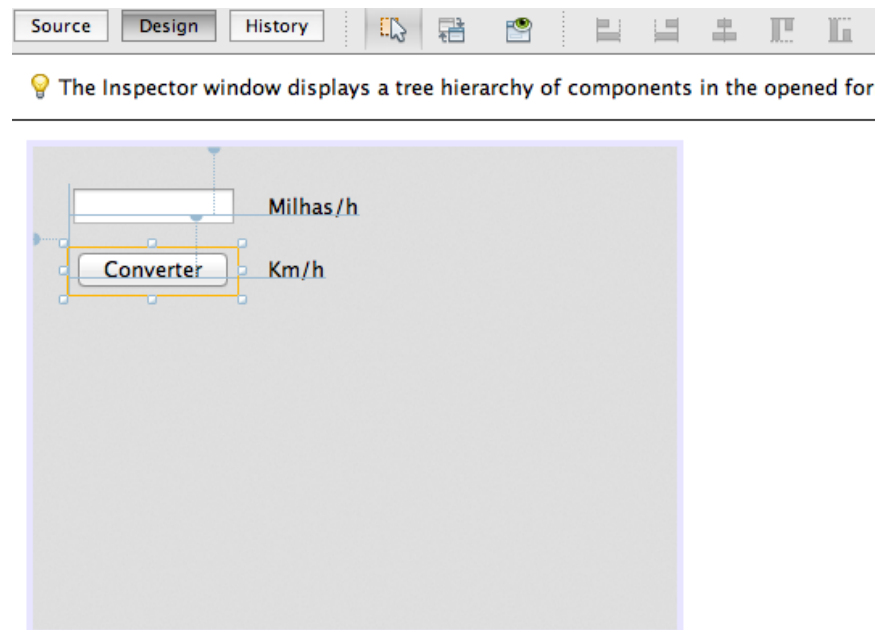 Source Design History
The Inspector window displays a tree hierarchy of components in the opened for
Milhas/h
Converter Km/h